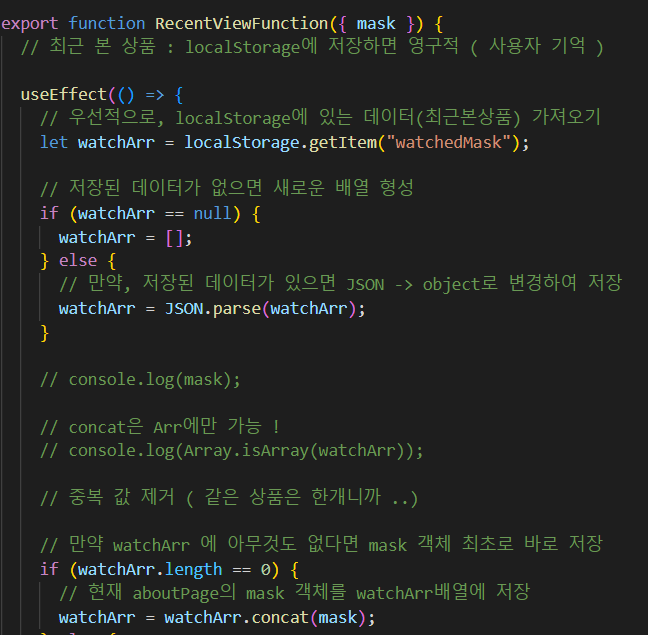 export function RecentViewFunction({ mask }) {
// 최근 본 상품 : localStorage에 저장하면 영구적 ( 사용자 기억 )
useEffect(() => {
// 우선적으로, localStorage에 있는 데이터(최근본상품) 가져오기
let watchArr = localStorage.getItem("watchedMask");
// 저장된 데이터가 없으면 새로운 배열 형성
if (watchArr == null) {
watchArr = [];
} else {
// 만약, 저장된 데이터가 있으면 JSON -> object로 변경하여 저장
watchArr = JSON.parse(watchArr);
}
// console.log(mask);
// concat은 Arr에만 가능 !
// console.log(Array.isArray(watchArr));
// 중복 값 제거 ( 같은 상품은 한개니까 ..)
// 만약 watchArr 에 아무것도 없다면 mask 객체 최초로 바로 저장
if (watchArr.length == 0) {
// 현재 aboutPage의 mask 객체를 watchArr배열에 저장
watchArr = watchArr.concat(mask);
} else {